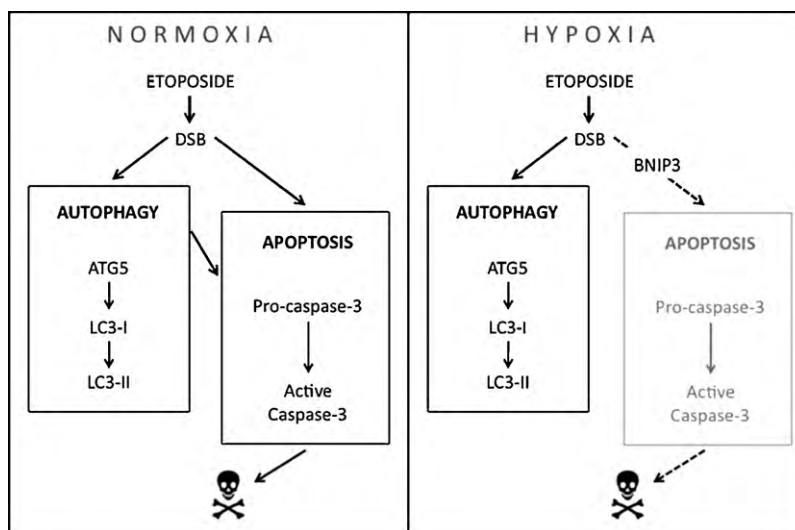 NORMOXIA
ETOPOSIDE
DSB
AUTOPHAGY
ATG5
LC3-I
LC3-II
APOPTOSIS
Pro-caspase-3
Active
Caspase-3
HYPOXIA
ETOPOSIDE
DSB
BNIP3
AUTOPHAGY
ATG5
LC3-I
LC3-II
APOPTOSIS
Pro-caspase-3
Active
Caspase-3